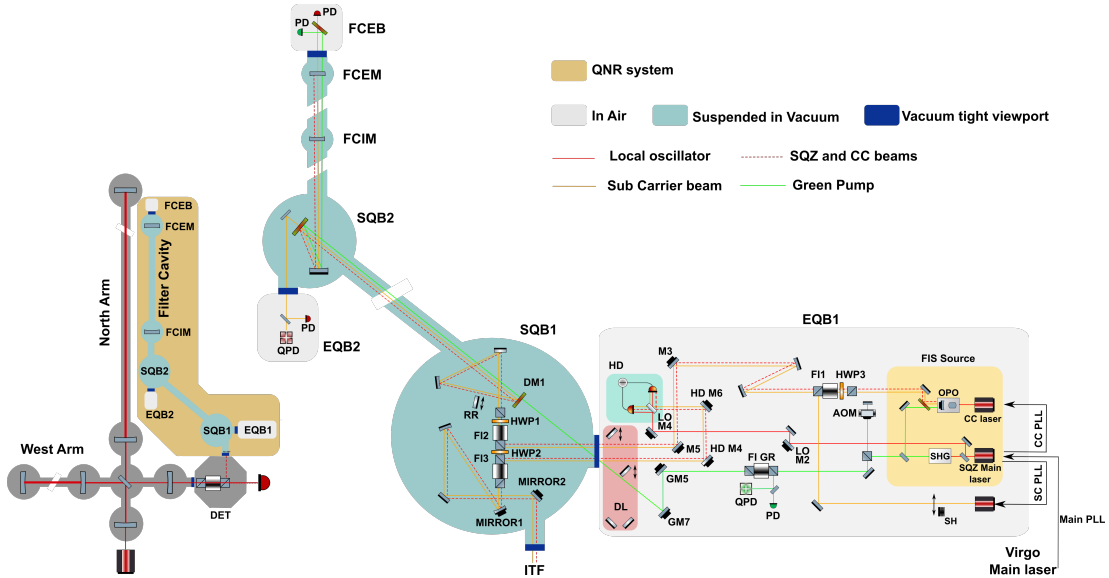 PD
PD
FCEB
FCEM
FCIM
SQB2
PD
QPD
EQB2
QNR system
In Air
Suspended in Vacuum
Vacuum tight viewport
Local oscillator
SQZ and CC beams
Sub Carrier beam
Green Pump
North Arm
Filter Cavity
FCEB
FCEM
FCIM
SQB2
EQB2
SQB1
EQB1
West Arm
DET
SQB1
DM1
RR
HWP1
FI2
HWP2
FI3
MIRROR2
MIRROR1
ITF
EQB1
M3
HD
LO
M4
HD M6
M5
HD M4
DL
GM5
GM7
FI GR
QPD
PD
LO
M2
FI1
HWP3
AOM
FIS Source
OPO
CC laser
SHG
SQZ Main
laser
SH
CC PLL
SC PLL
Main PLL
Virgo
Main laser